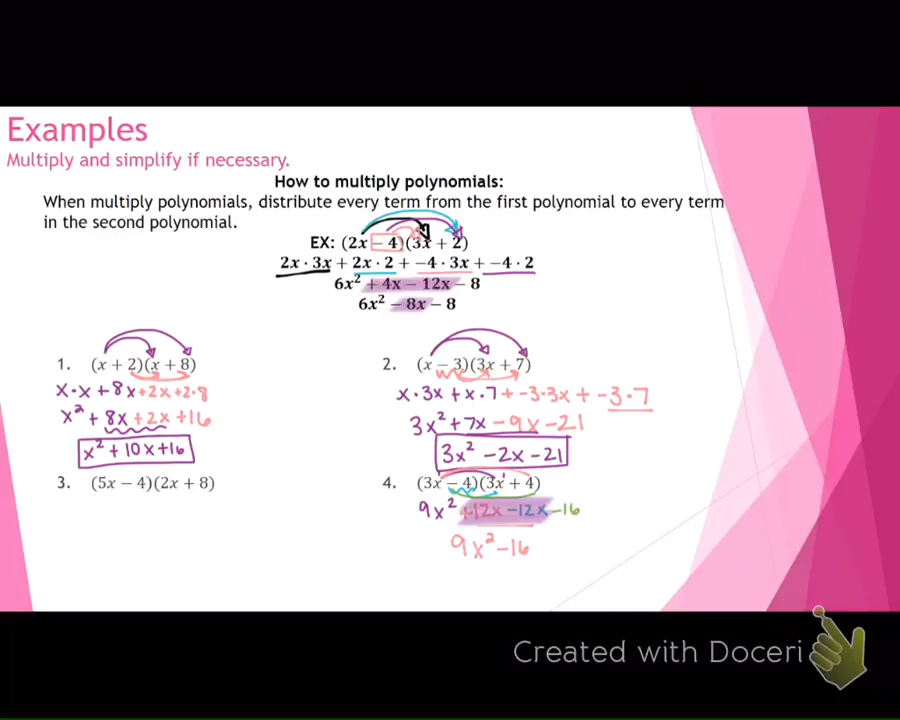 Examples
Multiply and simplify if necessary.
How to multiply polynomials:
When multiply polynomials, distribute every term from the first polynomial to every term
in the second polynomial.
EX: (2x − 4)(3x + 2)
2x · 3x + 2x · 2 + −4 · 3x + −4 · 2
6x² + 4x − 12x − 8
6x² − 8x − 8
1. (x + 2)(x + 8)
x·x + 8x + 2x + 2·8
x² + 8x + 2x + 16
x² + 10x + 16
2. (x − 3)(3x + 7)
x·3x + x·7 + -3·3x + -3·7
3x² + 7x − 9x − 21
3x² − 2x − 21
3. (5x − 4)(2x + 8)
4. (3x − 4)(3x + 4)
9x² + 12x − 12x − 16
9x² − 16
Created with Doceri